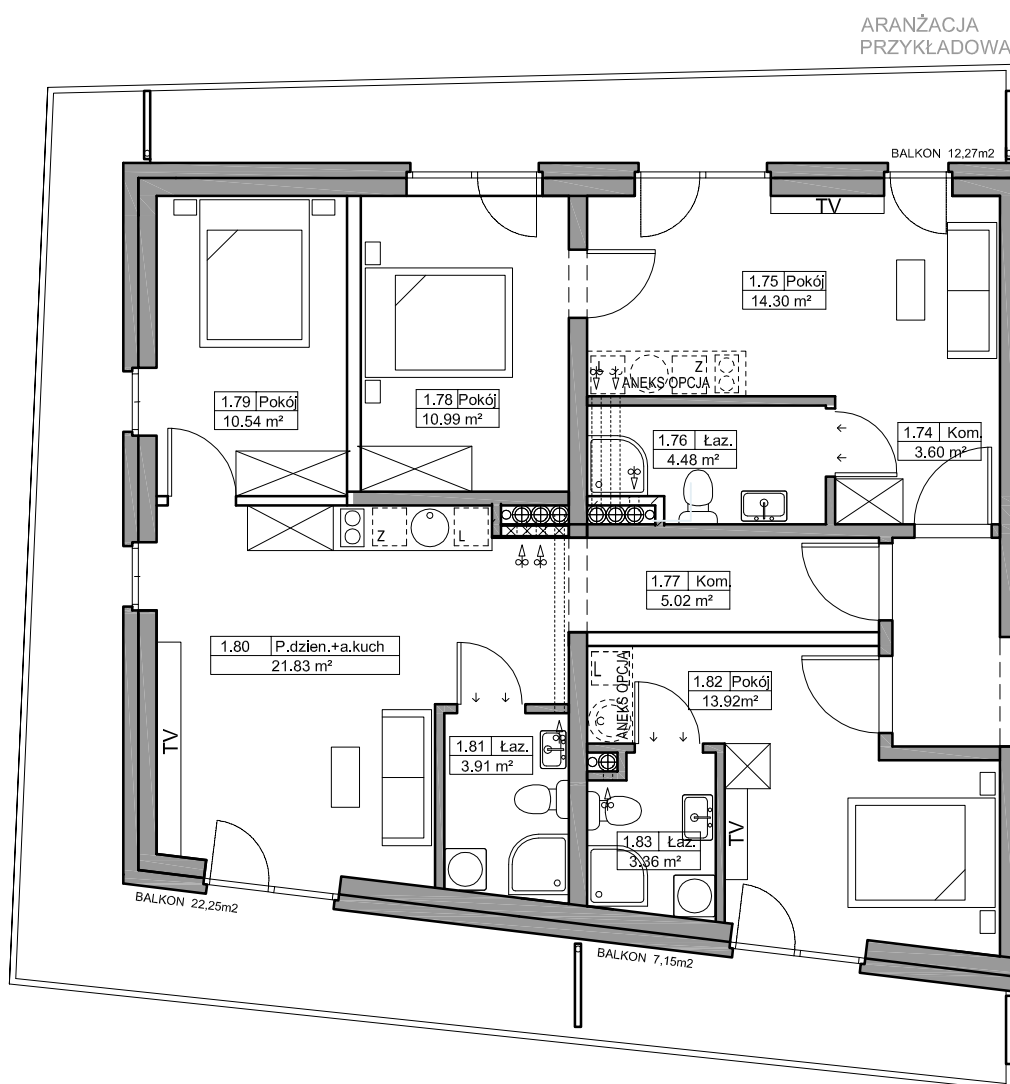 ARANŻACJA
PRZYKŁADOWA
BALKON 12,27m2
TV
1.75 Pokój
14.30 m²
L Z
ANEKS OPCJA
1.79 Pokój
10.54 m²
1.78 Pokój
10.99 m²
1.76 Łaz.
4.48 m²
1.74 Kom.
3.60 m²
Z L
1.77 Kom.
5.02 m²
1.80 P.dzien.+a.kuch
21.83 m²
L
ANEKS OPCJA
1.82 Pokój
13.92m²
TV
1.81 Łaz.
3.91 m²
1.83 Łaz.
3.36 m²
TV
BALKON 22,25m2
BALKON 7,15m2